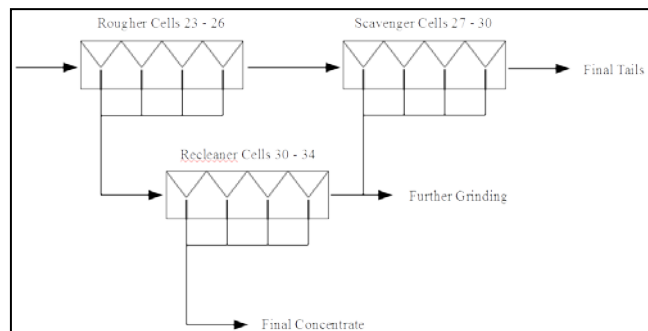 Rougher Cells 23 - 26
Scavenger Cells 27 - 30
Final Tails
Recleaner Cells 30 - 34
Further Grinding
Final Concentrate